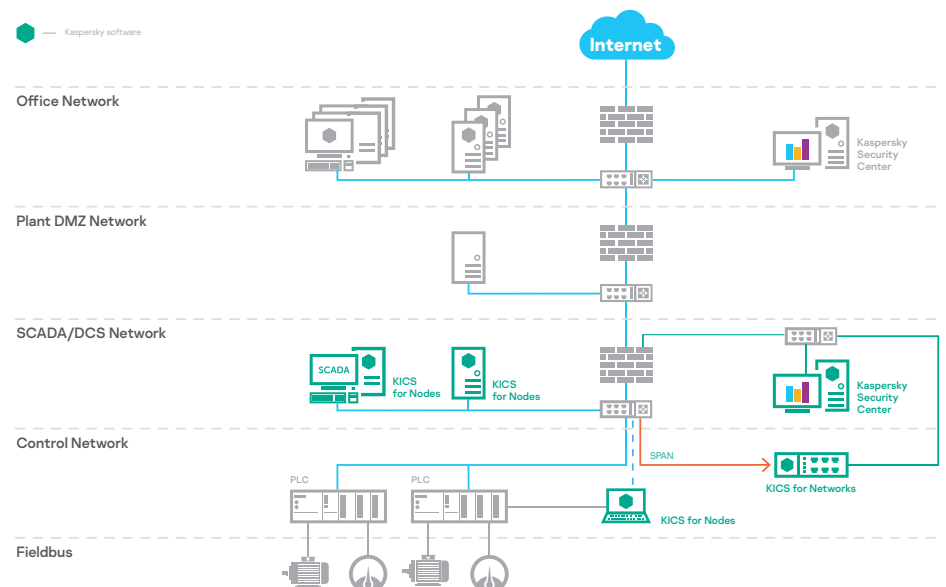 Internet
Kaspersky software
Office Network
Kaspersky
Security
Center
Plant DMZ Network
SCADA/DCS Network
SCADA
KICS
for Nodes
KICS
for Nodes
Kaspersky
Security
Center
Control Network
SPAN
PLC
PLC
KICS for Networks
KICS for Nodes
Fieldbus